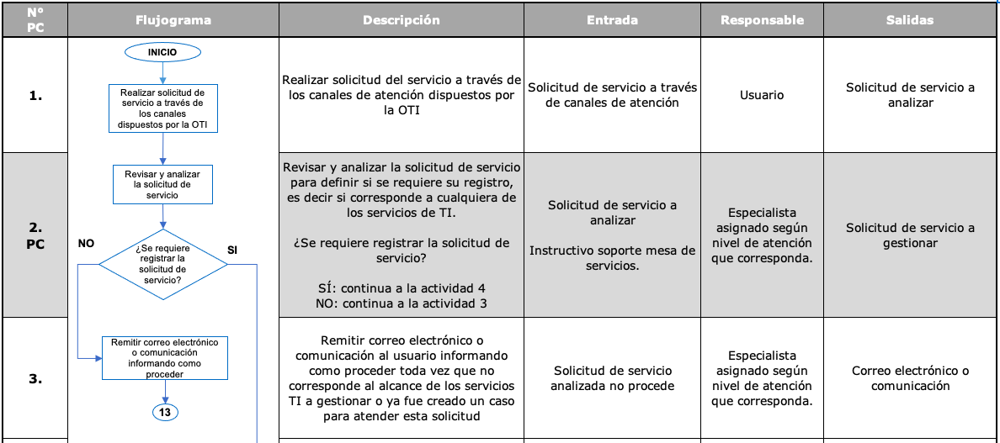 Nº
PC
Flujograma
Descripción
Entrada
Responsable
Salidas
1.
INICIO
Realizar solicitud de
servicio a través de
los canales
dispuestos por la OTI
Realizar solicitud del servicio a través de
los canales de atención dispuestos por
la OTI
Solicitud de servicio a través
de canales de atención
Usuario
Solicitud de servicio a
analizar
2.
PC
Revisar y analizar
la solicitud de
servicio
NO
¿Se requiere
registrar la
solicitud de
servicio?
SI
Revisar y analizar la solicitud de servicio
para definir si se requiere su registro,
es decir si corresponde a cualquiera de
los servicios de TI.
¿Se requiere registrar la solicitud de
servicio?
SÍ: continua a la actividad 4
NO: continua a la actividad 3
Solicitud de servicio a
analizar
Instructivo soporte mesa de
servicios.
Especialista
asignado según
nivel de atención
que corresponda.
Solicitud de servicio a
gestionar
3.
Remitir correo electrónico
o comunicación
informando como
proceder
13
Remitir correo electrónico o
comunicación al usuario informando
como proceder toda vez que no
corresponde al alcance de los servicios
TI a gestionar o ya fue creado un caso
para atender esta solicitud
Solicitud de servicio
analizada no procede
Especialista
asignado según
nivel de atención
que corresponda.
Correo electrónico o
comunicación